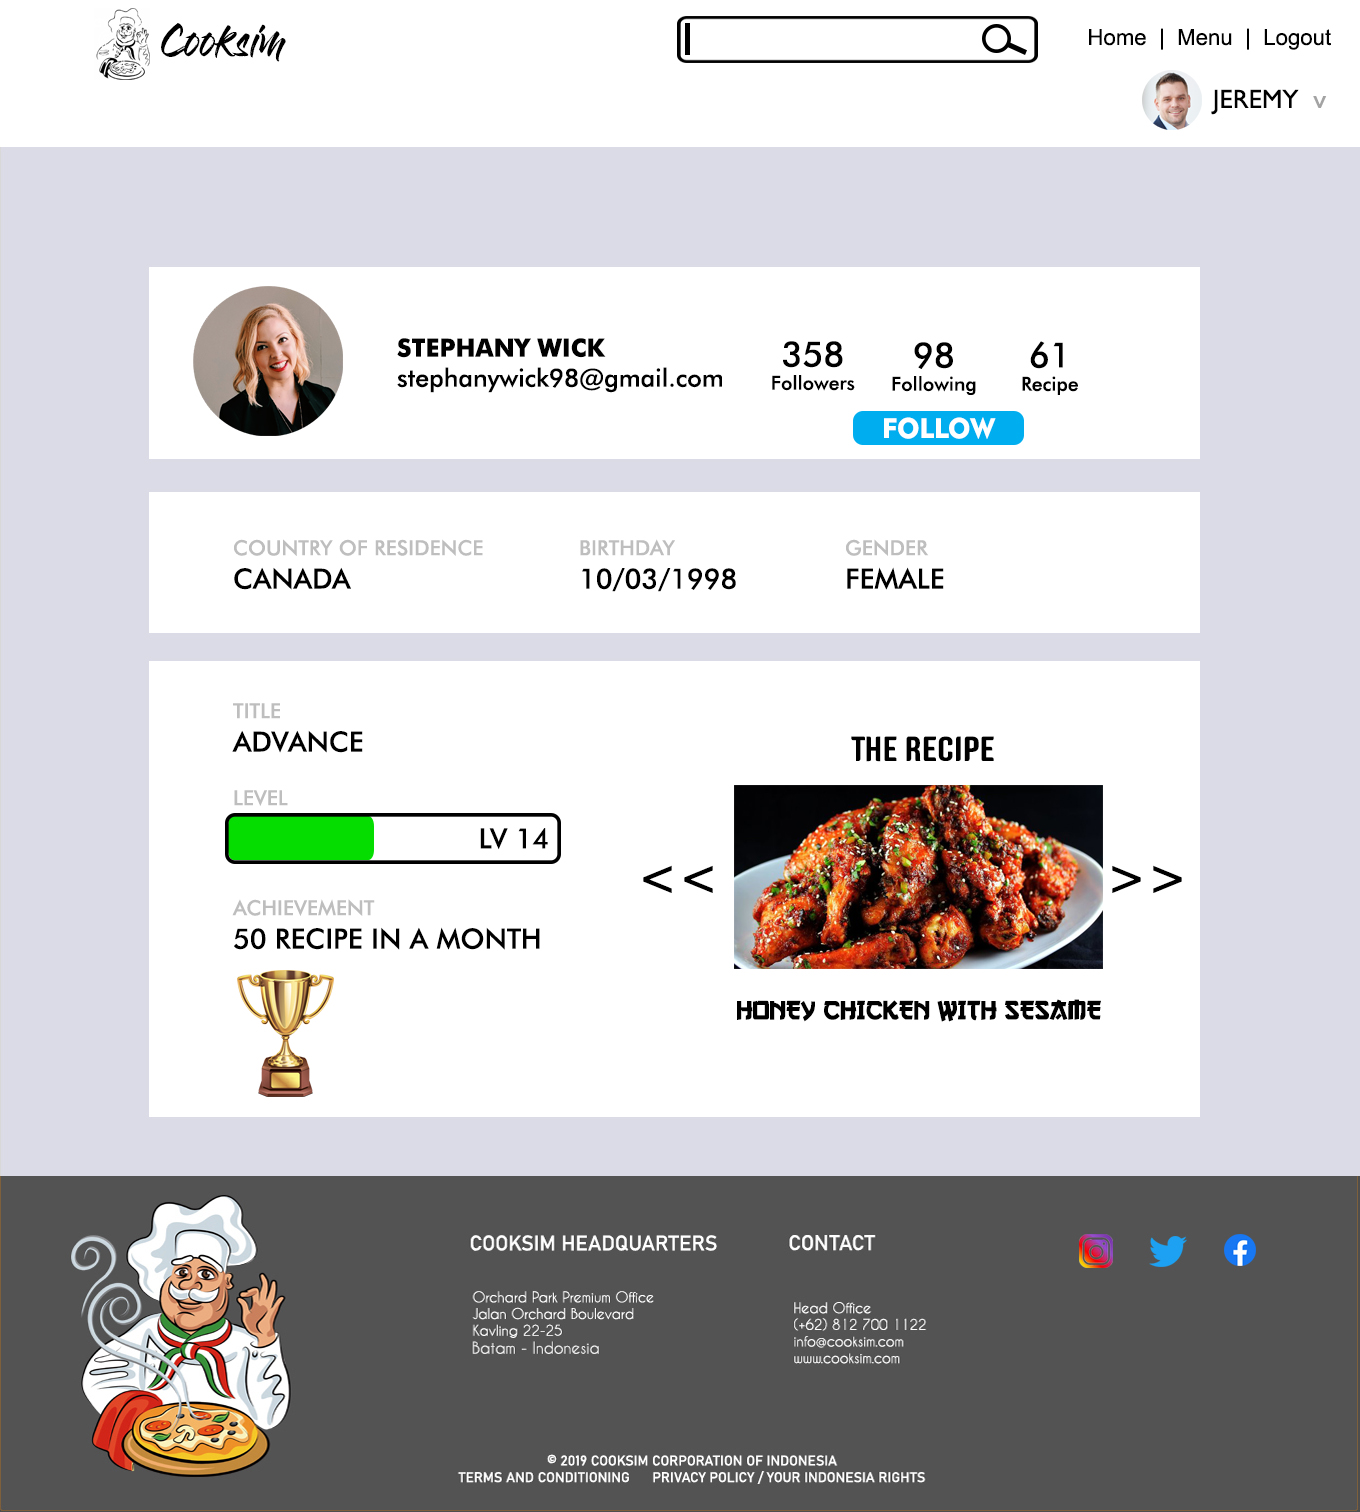 Cooksim
Home | Menu | Logout
JEREMY v
STEPHANY WICK
stephanywick98@gmail.com
358
Followers
98
Following
61
Recipe
FOLLOW
COUNTRY OF RESIDENCE
CANADA
BIRTHDAY
10/03/1998
GENDER
FEMALE
TITLE
ADVANCE
LEVEL
LV 14
ACHIEVEMENT
50 RECIPE IN A MONTH
THE RECIPE
<< >>
HONEY CHICKEN WITH SESAME
COOKSIM HEADQUARTERS
Orchard Park Premium Office
Jalan Orchard Boulevard
Kavling 22-25
Batam - Indonesia
CONTACT
Head Office
(+62) 812 700 1122
info@cooksim.com
www.cooksim.com
© 2019 COOKSIM CORPORATION OF INDONESIA
TERMS AND CONDITIONING PRIVACY POLICY / YOUR INDONESIA RIGHTS